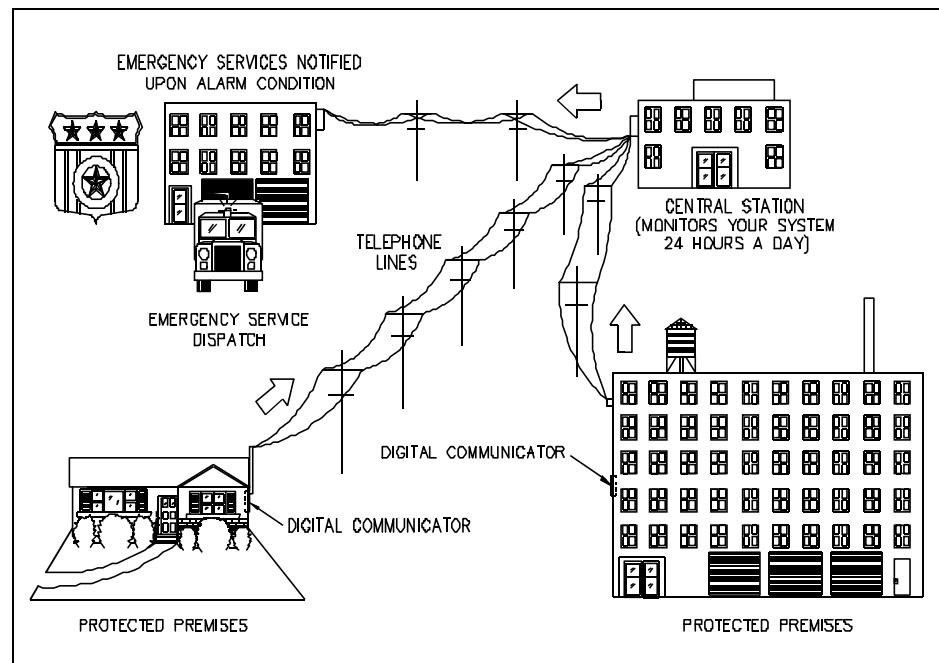 EMERGENCY SERVICES NOTIFIED
UPON ALARM CONDITION
CENTRAL STATION
(MONITORS YOUR SYSTEM
24 HOURS A DAY)
TELEPHONE
LINES
EMERGENCY SERVICE
DISPATCH
DIGITAL COMMUNICATOR
DIGITAL COMMUNICATOR
PROTECTED PREMISES
PROTECTED PREMISES